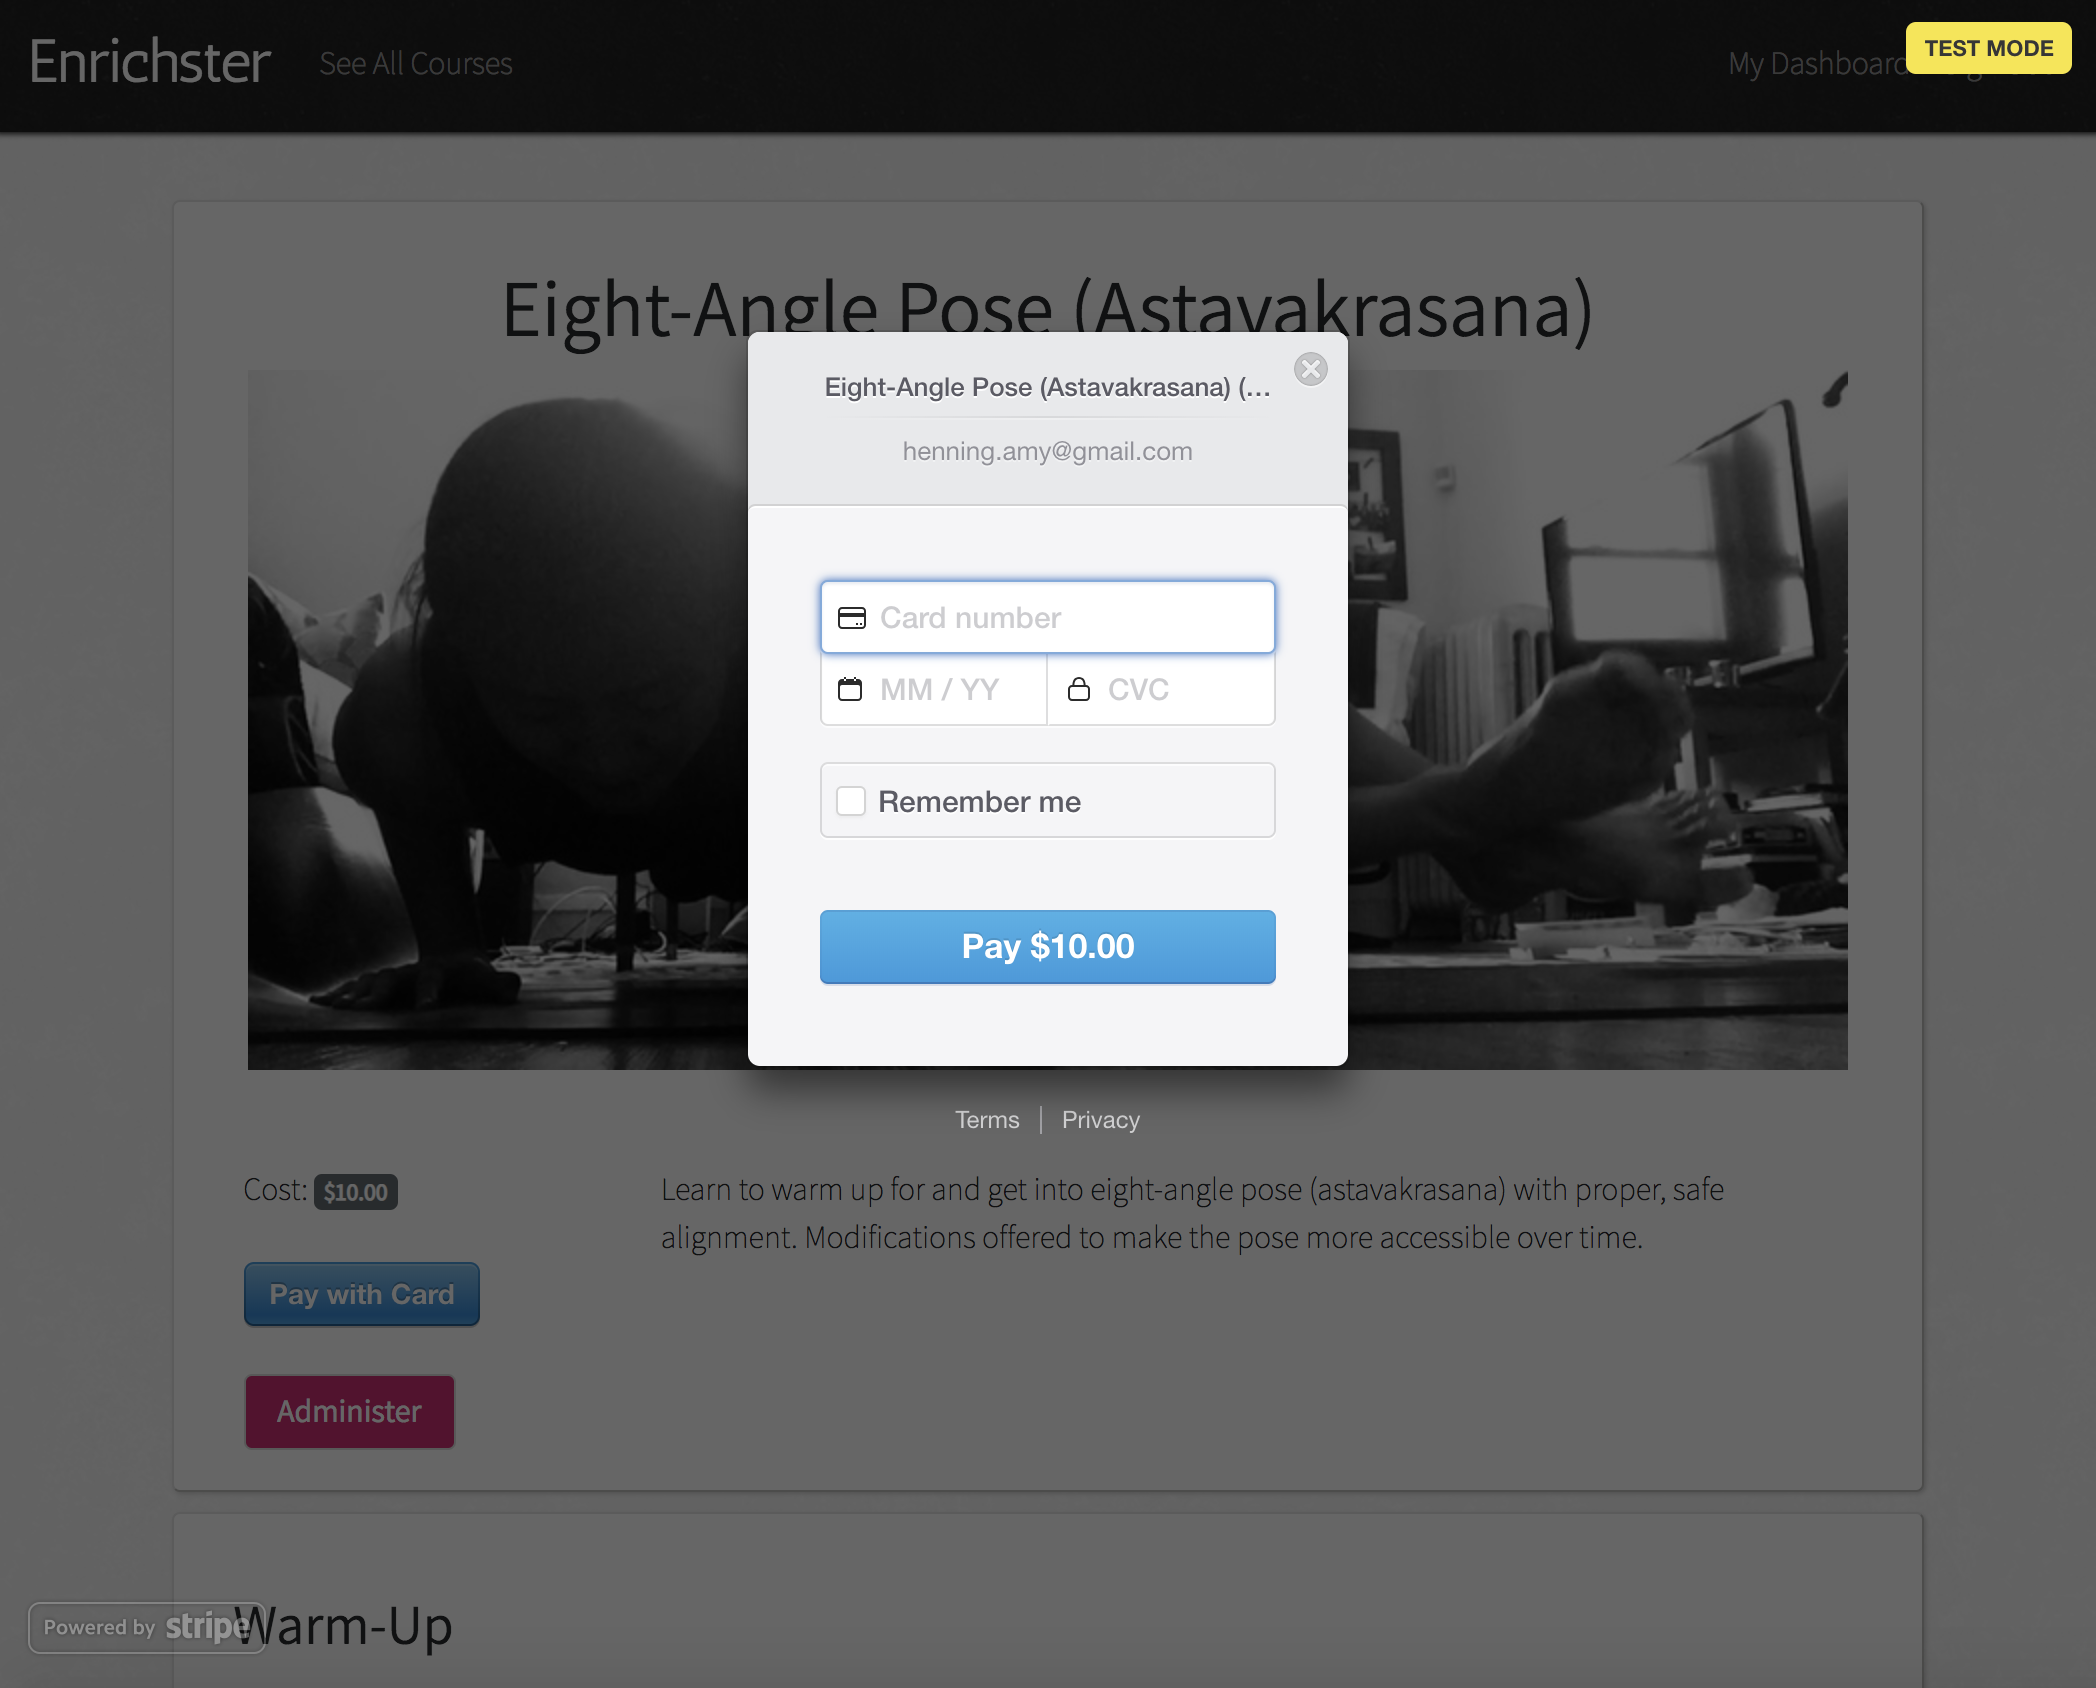 Enrichster
See All Courses
My Dashboard
TEST MODE
Eight-Angle Pose (Astavakrasana)
Eight-Angle Pose (Astavakrasana) (...
henning.amy@gmail.com
Card number
MM / YY
CVC
Remember me
Pay $10.00
Terms
Privacy
Cost: $10.00
Learn to warm up for and get into eight-angle pose (astavakrasana) with proper, safe
alignment. Modifications offered to make the pose more accessible over time.
Pay with Card
Administer
Warm-Up
Powered by stripe